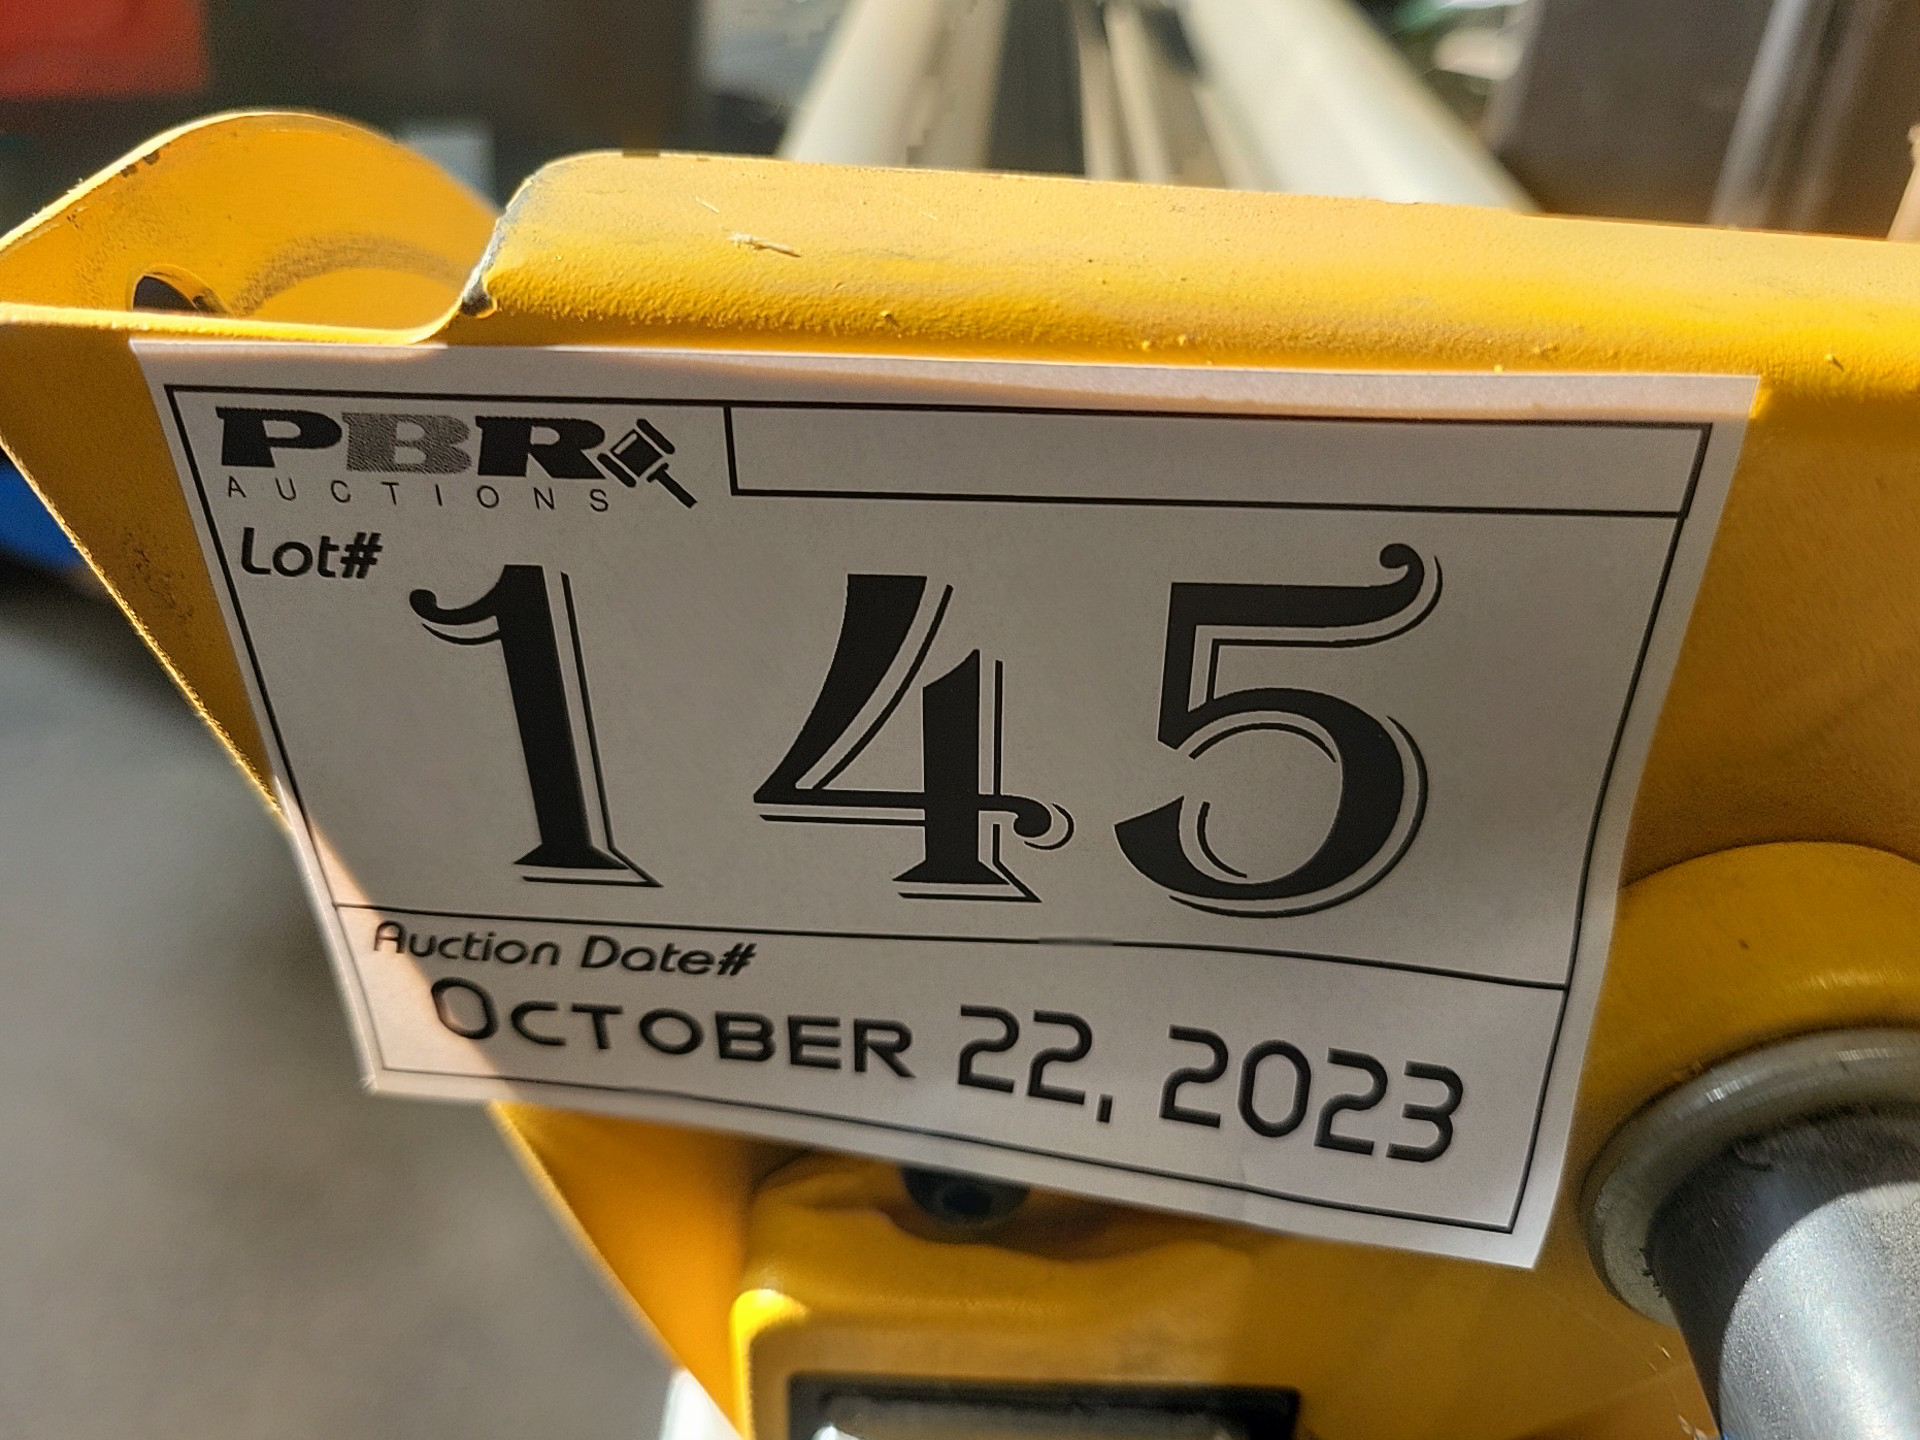 PBR
AUCTIONS
Lot#
145
Auction Date#
OCTOBER 22, 2023